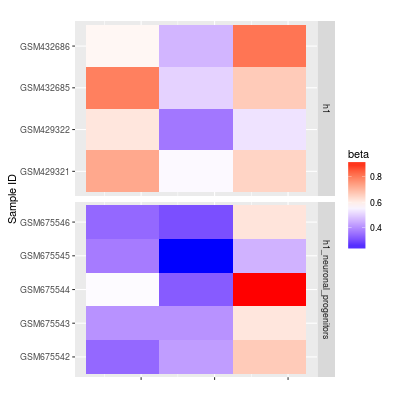 GSM432686
GSM432685
GSM429322
GSM429321
h1
GSM675546
GSM675545
GSM675544
GSM675543
GSM675542
h1_neuronal_progenitors
Sample ID
beta
0.8
0.6
0.4